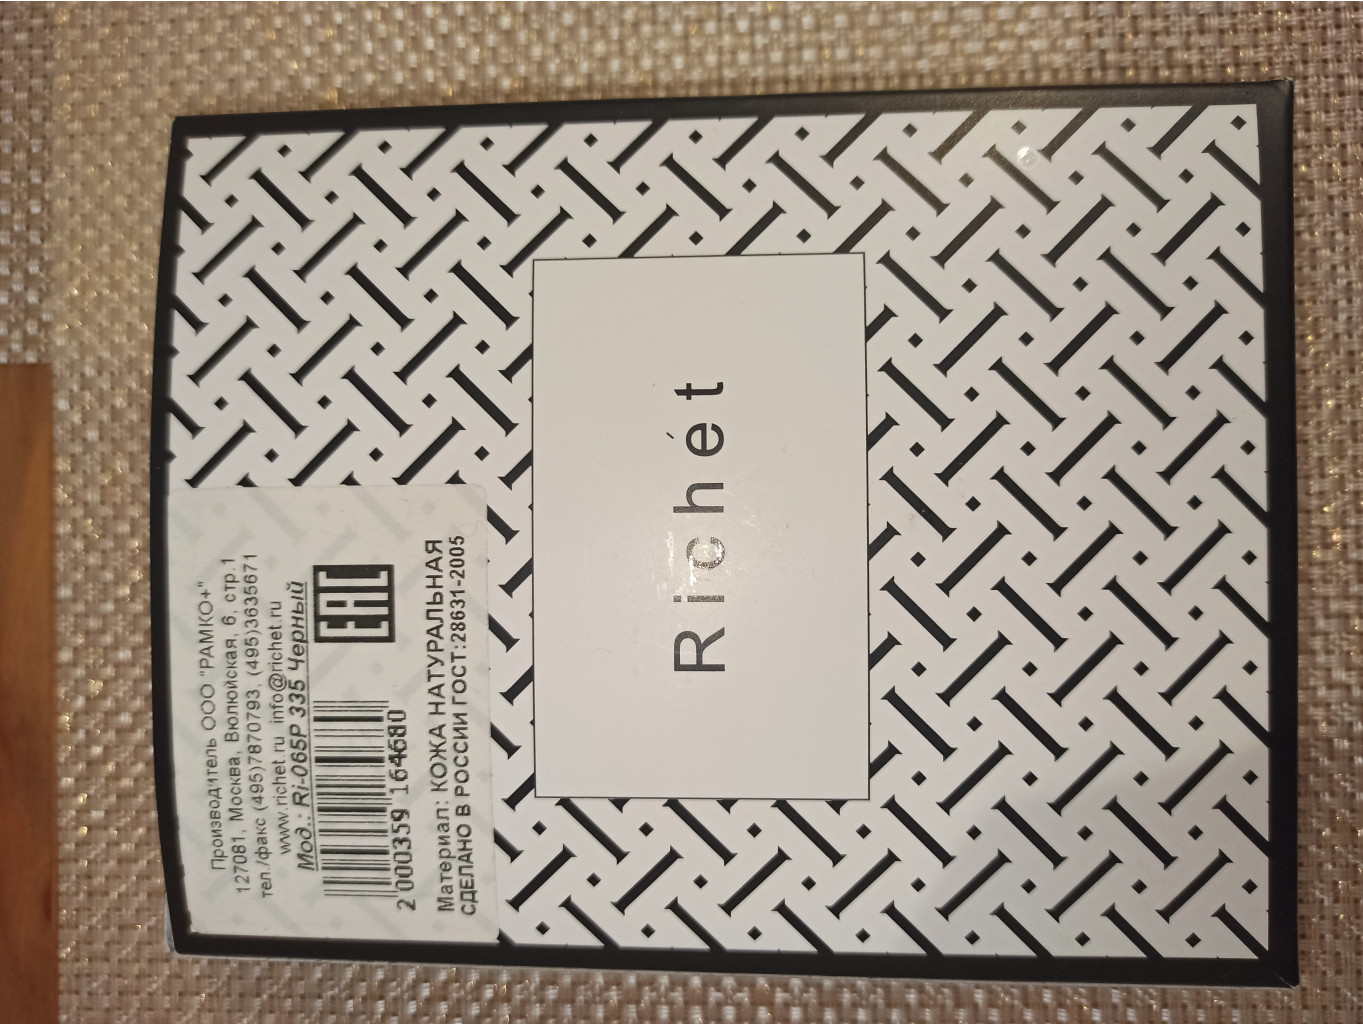 Производитель ООО "РАМКО+"
127081, Москва, Вилюйская, 6, стр.1
тел./факс (495)7870793, (495)3635671
www.richet.ru info@richet.ru
Мод.: Ri-065P 335 Черный
EAC
2 000359 164680
Материал: КОЖА НАТУРАЛЬНАЯ
СДЕЛАНО В РОССИИ ГОСТ:28631-2005
Richét